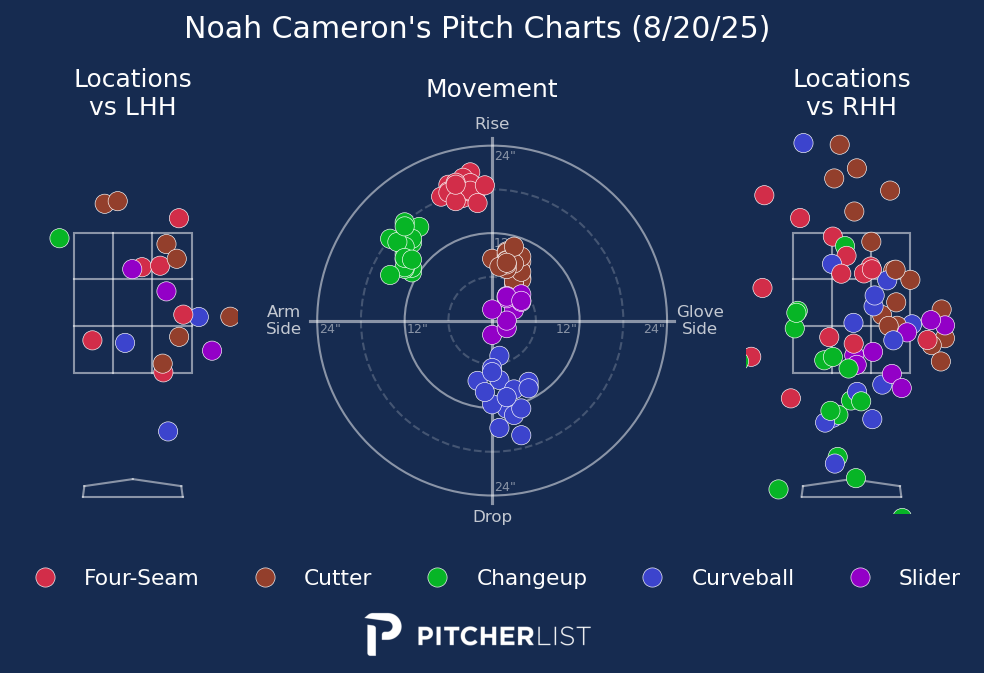 Noah Cameron's Pitch Charts (8/20/25)
Locations
vs LHH
Movement
Locations
vs RHH
Rise
24"
Arm
Side
24"
12"
12"
24"
Glove
Side
24"
Drop
Four-Seam
Cutter
Changeup
Curveball
Slider
PITCHERLIST